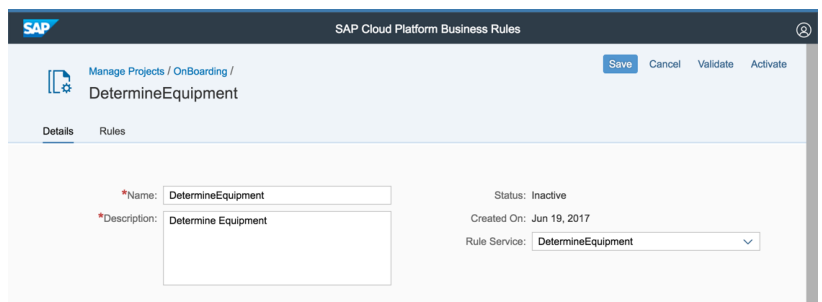 SAP
SAP Cloud Platform Business Rules
Manage Projects / OnBoarding /
DetermineEquipment
Save Cancel Validate Activate
Details Rules
*Name: DetermineEquipment
*Description: Determine Equipment
Status: Inactive
Created On: Jun 19, 2017
Rule Service: DetermineEquipment